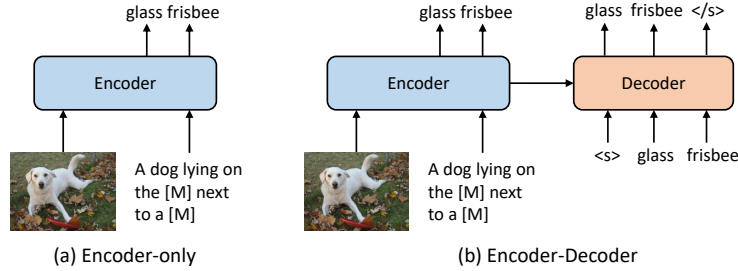 glass frisbee
Encoder
A dog lying on
the [M] next
to a [M]
(a) Encoder-only
glass frisbee
Encoder
A dog lying on
the [M] next
to a [M]
glass frisbee </s>
Decoder
<s> glass frisbee
(b) Encoder-Decoder